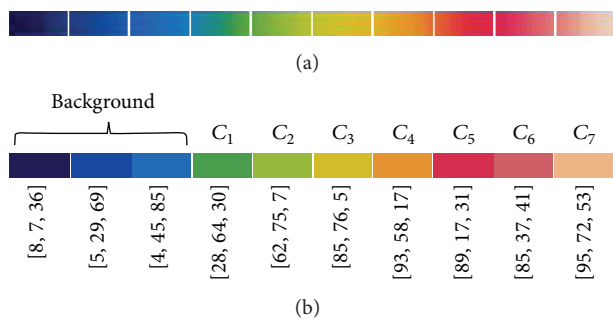 (a)
Background
C1 C2 C3 C4 C5 C6 C7
[8, 7, 36]
[5, 29, 69]
[4, 45, 85]
[28, 64, 30]
[62, 75, 7]
[85, 76, 5]
[93, 58, 17]
[89, 17, 31]
[85, 37, 41]
[95, 72, 53]
(b)